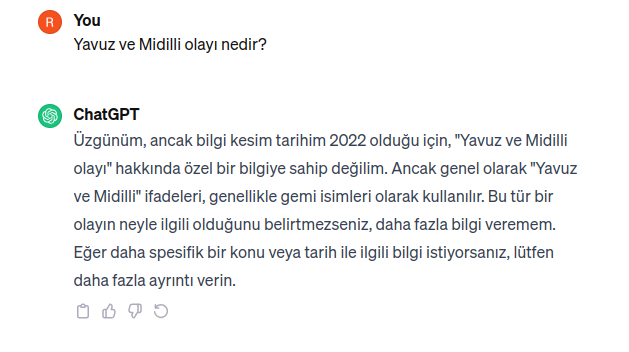 R You
Yavuz ve Midilli olayı nedir?
ChatGPT
Üzgünüm, ancak bilgi kesim tarihim 2022 olduğu için, "Yavuz ve Midilli
olayı" hakkında özel bir bilgiye sahip değilim. Ancak genel olarak "Yavuz
ve Midilli" ifadeleri, genellikle gemi isimleri olarak kullanılır. Bu tür bir
olayın neyle ilgili olduğunu belirtmezseniz, daha fazla bilgi veremem.
Eğer daha spesifik bir konu veya tarih ile ilgili bilgi istiyorsanız, lütfen
daha fazla ayrıntı verin.